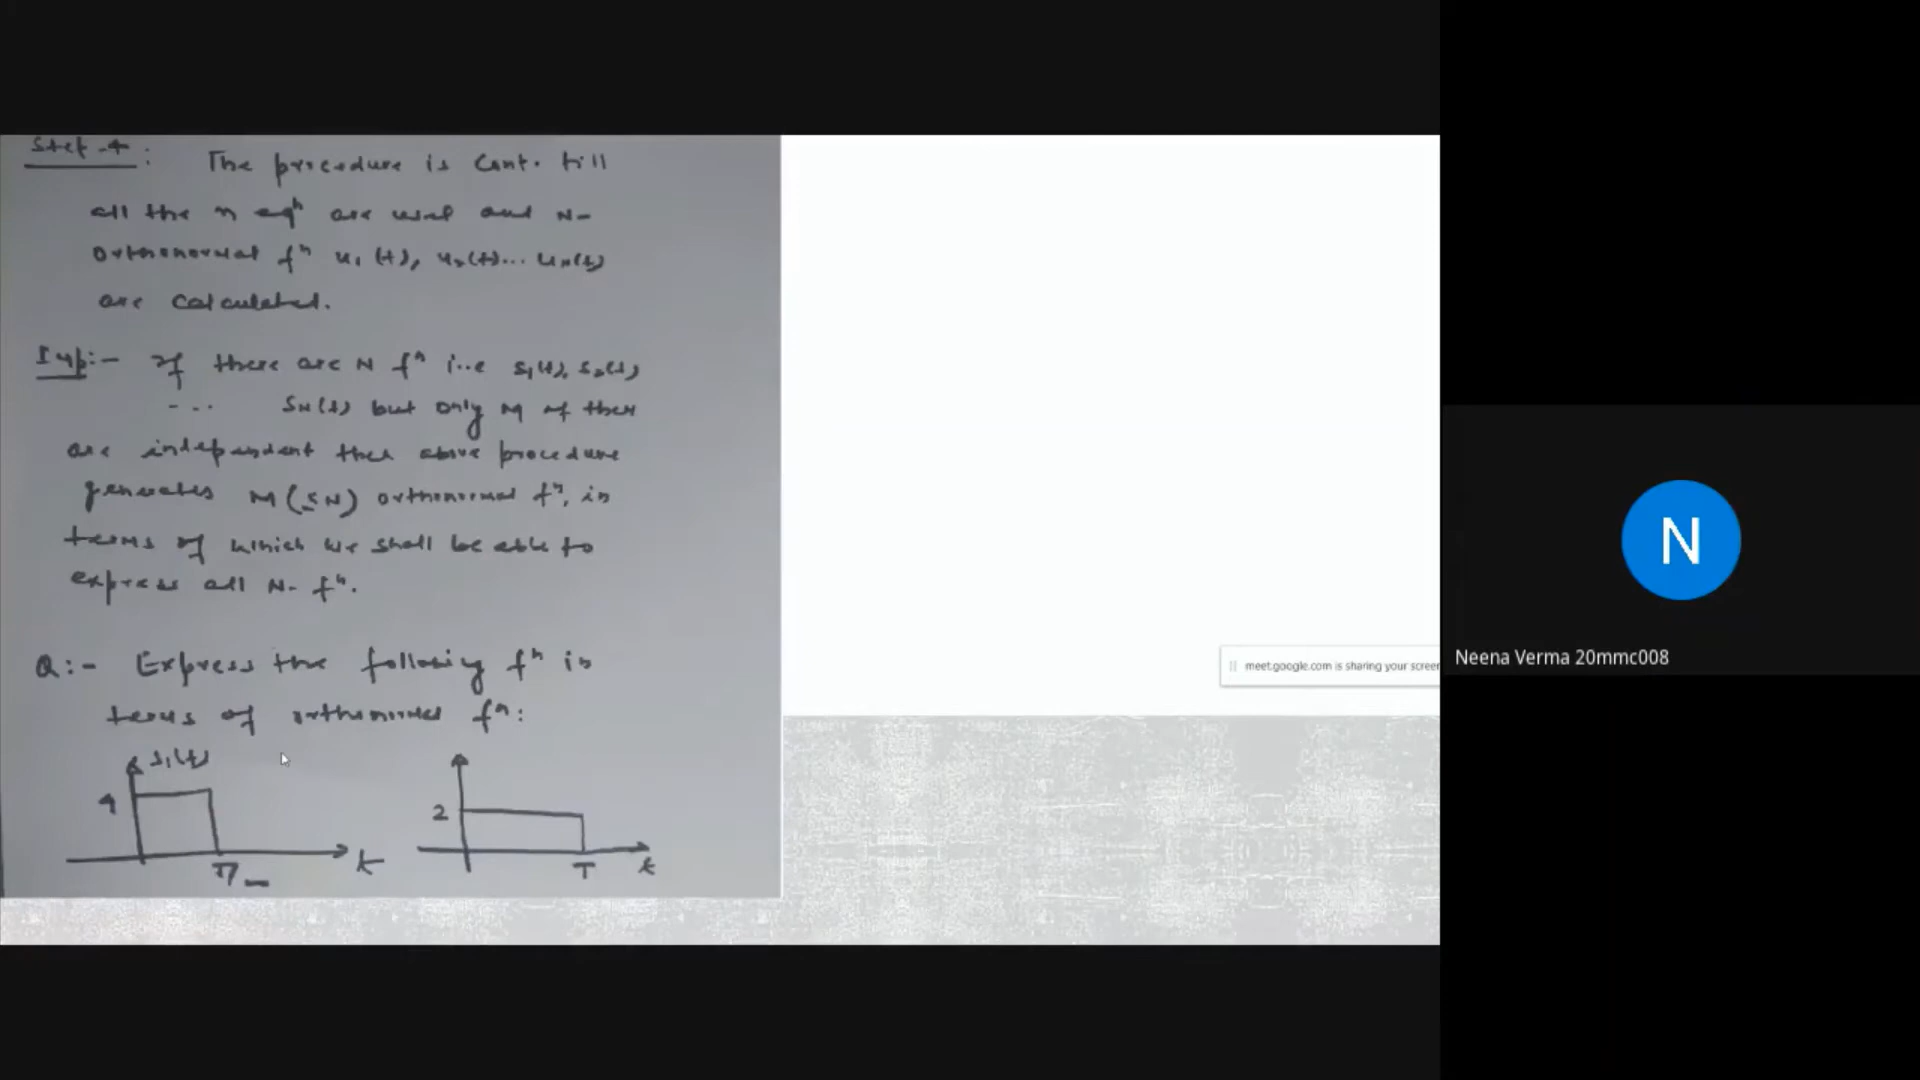 Step-4: The procedure is cont. till
all the n eqn are used and N-
orthonormal fn u1(t), u2(t)... uN(t)
are calculated.
Imp:- If there are N fn i.e s1(t), s2(t),
--- sN(t) but only M of them
are independent then above procedure
generates M(≤N) orthonormal fn, in
terms of which we shall be able to
express all N- fn.
Q:- Express the following fn in
terms of orthonormal fn:
s1(t)
4
2
t
T
t
meet.google.com is sharing your screen
N
Neena Verma 20mmc008